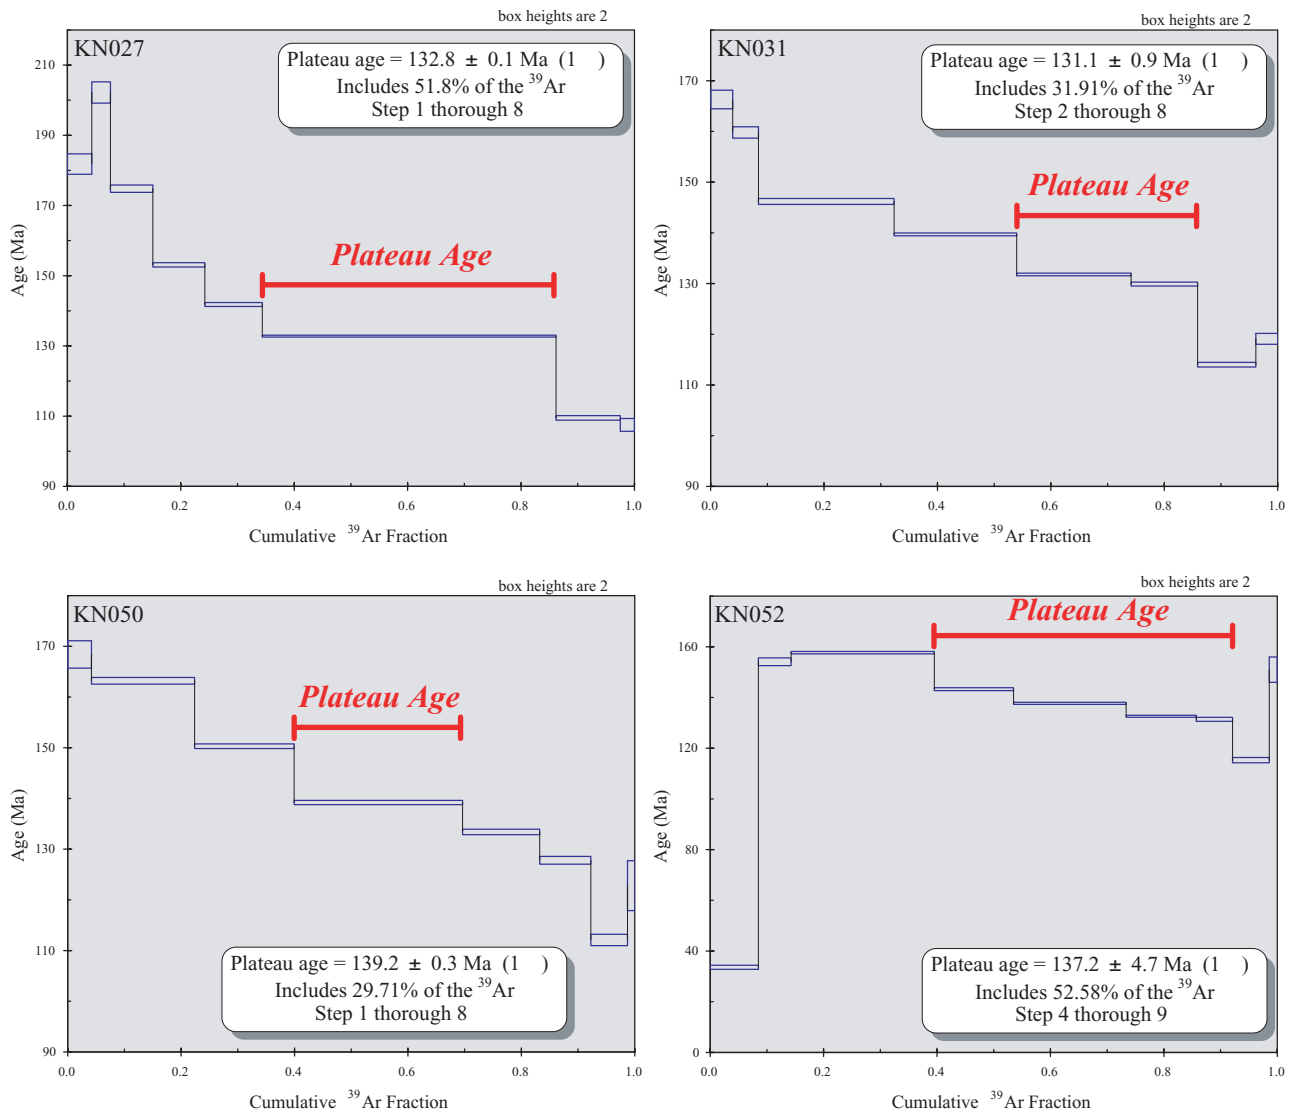 box heights are 2
KN027
Plateau age = 132.8 ± 0.1 Ma (1 )
Includes 51.8% of the 39Ar
Step 1 thorough 8
Plateau Age
Age (Ma)
210
190
170
150
130
110
90
0.0 0.2 0.4 0.6 0.8 1.0
Cumulative 39Ar Fraction
box heights are 2
KN031
Plateau age = 131.1 ± 0.9 Ma (1 )
Includes 31.91% of the 39Ar
Step 2 thorough 8
Plateau Age
Age (Ma)
170
150
130
110
90
0.0 0.2 0.4 0.6 0.8 1.0
Cumulative 39Ar Fraction
box heights are 2
KN050
Plateau Age
Age (Ma)
170
150
130
110
90
Plateau age = 139.2 ± 0.3 Ma (1 )
Includes 29.71% of the 39Ar
Step 1 thorough 8
0.0 0.2 0.4 0.6 0.8 1.0
Cumulative 39Ar Fraction
box heights are 2
KN052
Plateau Age
Age (Ma)
160
120
80
40
0
Plateau age = 137.2 ± 4.7 Ma (1 )
Includes 52.58% of the 39Ar
Step 4 thorough 9
0.0 0.2 0.4 0.6 0.8 1.0
Cumulative 39Ar Fraction